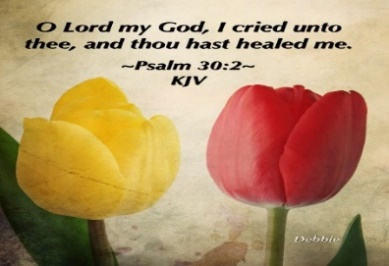 O Lord my God, I cried unto
thee, and thou hast healed me.
~Psalm 30:2~
KJV
Debbie